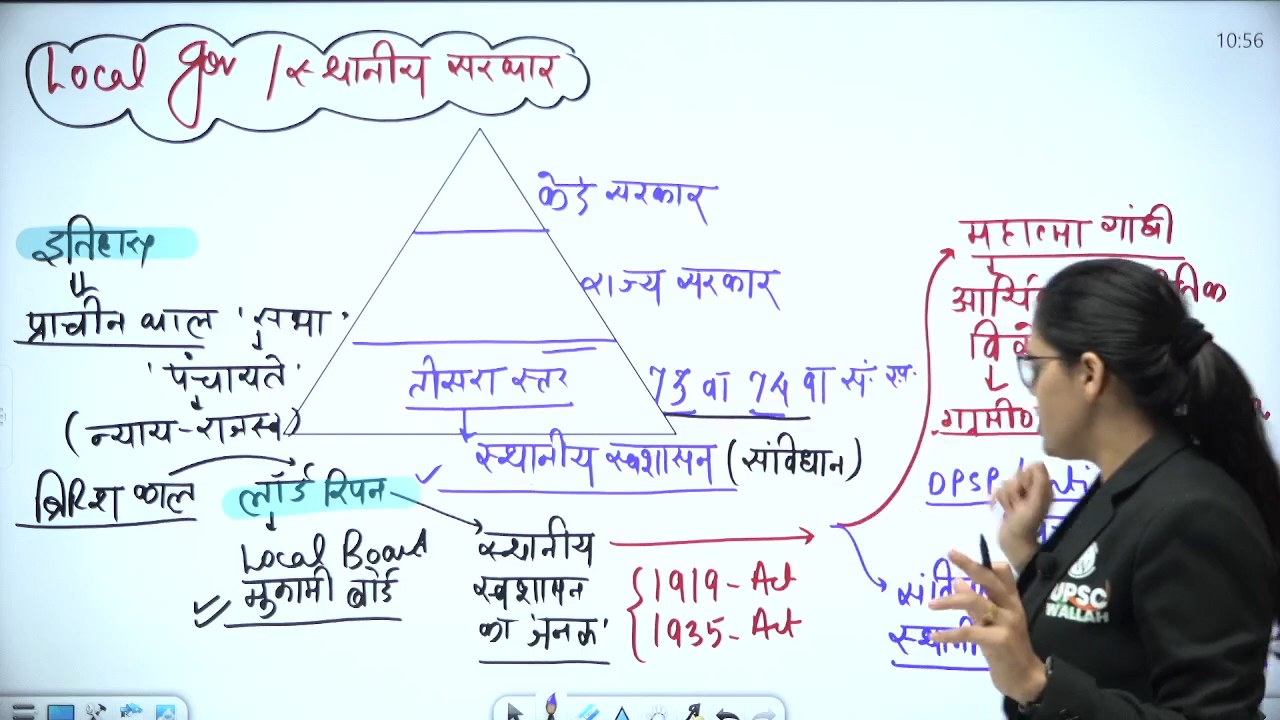 10:56
Local gov / स्थानीय सरकार
केंद्र सरकार
राज्य सरकार
तीसरा स्तर
73 वा 74 वा सं. सं.
स्थानीय स्वशासन (संविधान)
इतिहास
प्राचीन काल 'सभा'
'पंचायते'
(न्याय-राजस्व)
ब्रिटिश काल
लॉर्ड रिपन
Local Board
मुकामी बोर्ड
स्थानीय
स्वशासन
का 'जनक'
1919 - Act
1935 - Act
महात्मा गांधी
DPSP
UPSC
WALLAH